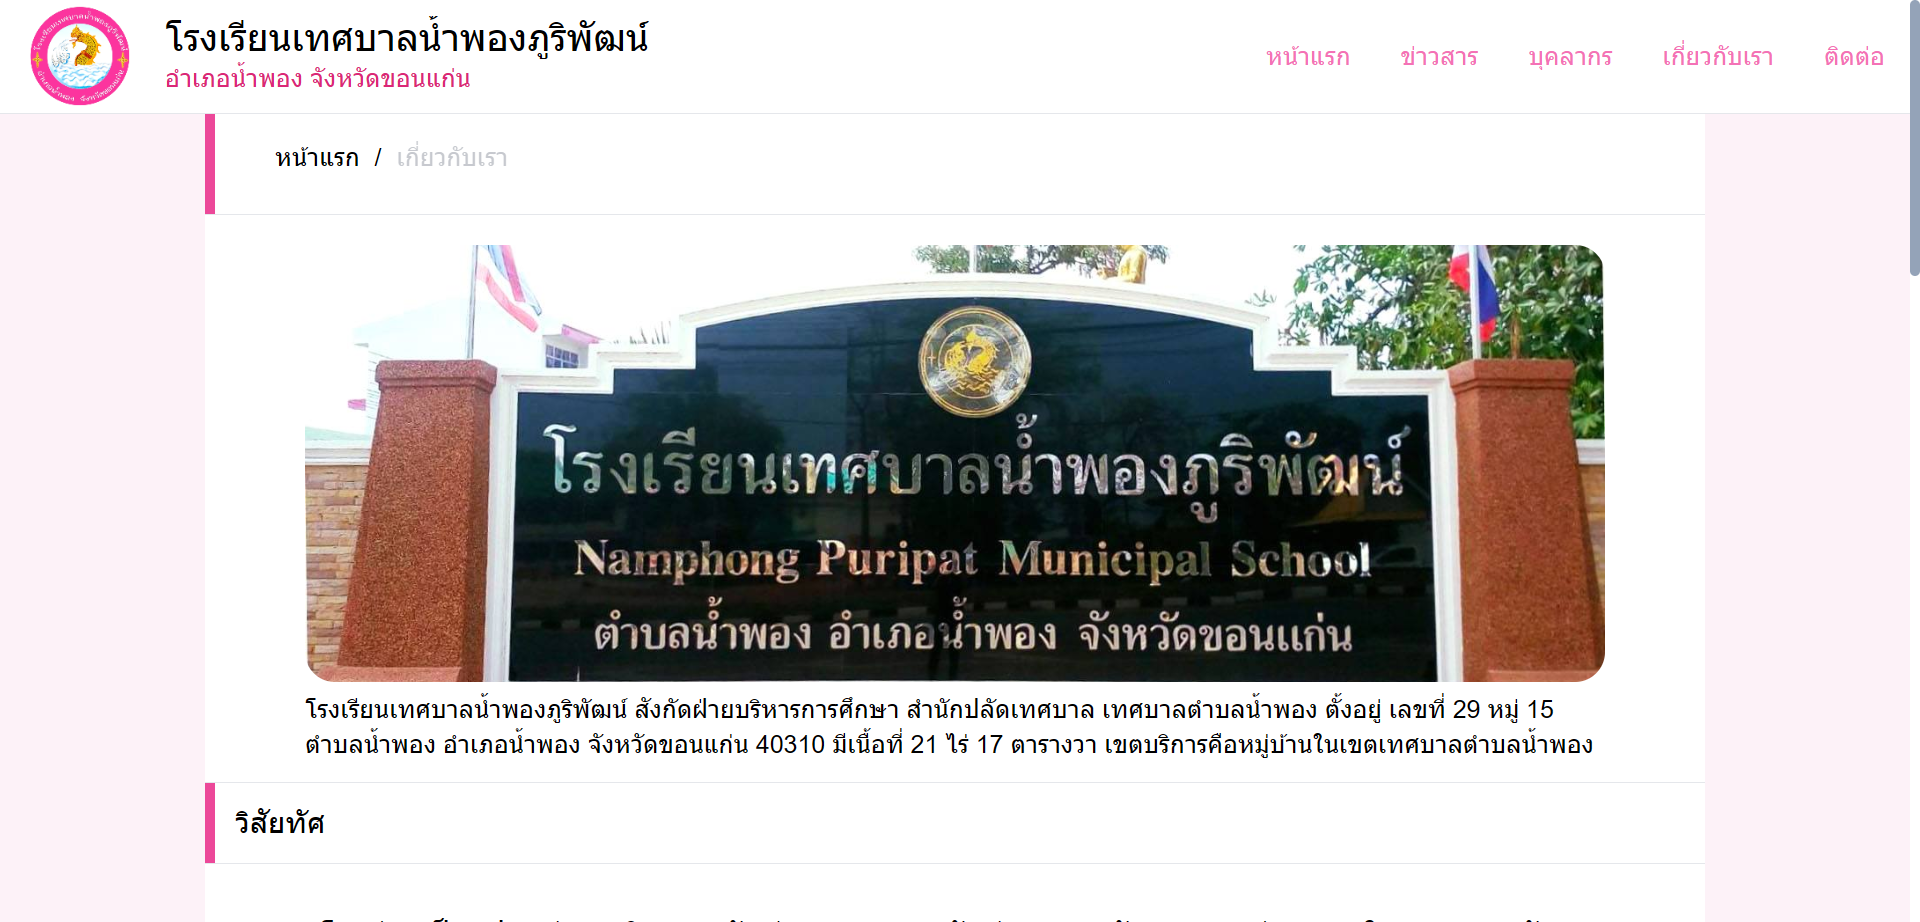 โรงเรียนเทศบาลน้ำพองภูริพัฒน์
อำเภอน้ำพอง จังหวัดขอนแก่น
หน้าแรก ข่าวสาร บุคลากร เกี่ยวกับเรา ติดต่อ
หน้าแรก / เกี่ยวกับเรา
โรงเรียนเทศบาลน้ำพองภูริพัฒน์
Namphong Puripat Municipal School
ตำบลน้ำพอง อำเภอน้ำพอง จังหวัดขอนแก่น
โรงเรียนเทศบาลน้ำพองภูริพัฒน์ สังกัดฝ่ายบริหารการศึกษา สำนักปลัดเทศบาล เทศบาลตำบลน้ำพอง ตั้งอยู่ เลขที่ 29 หมู่ 15
ตำบลน้ำพอง อำเภอน้ำพอง จังหวัดขอนแก่น 40310 มีเนื้อที่ 21 ไร่ 17 ตารางวา เขตบริการคือหมู่บ้านในเขตเทศบาลตำบลน้ำพอง
วิสัยทัศ